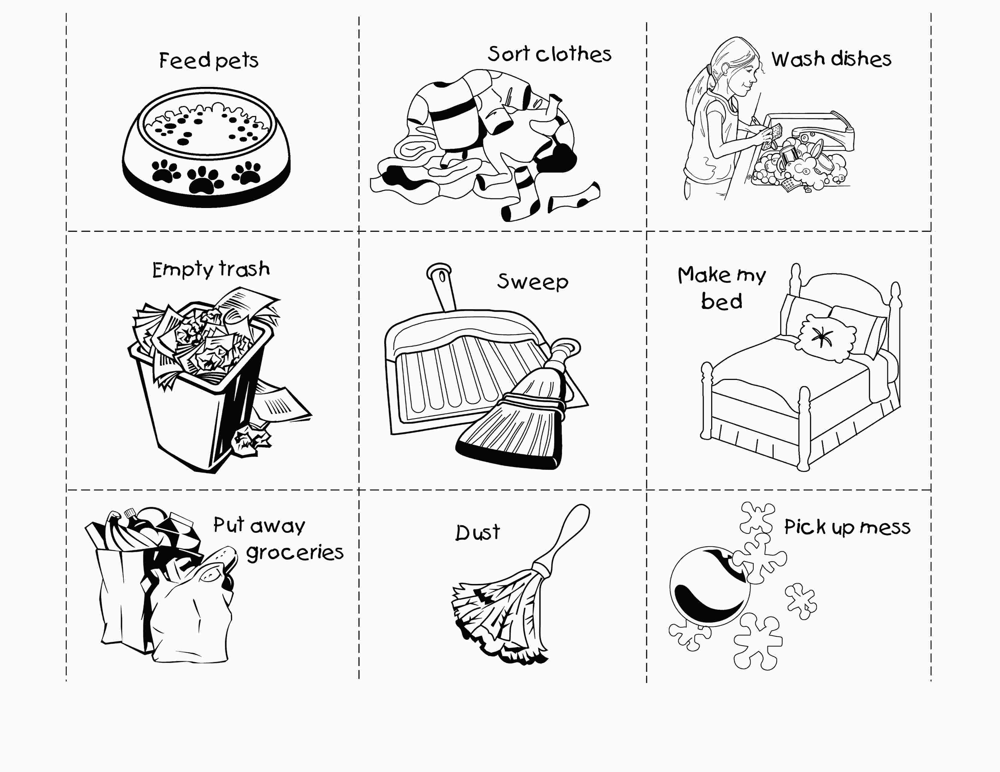 Feed pets
Sort clothes
Wash dishes
Empty trash
Sweep
Make my
bed
Put away
groceries
Dust
Pick up mess